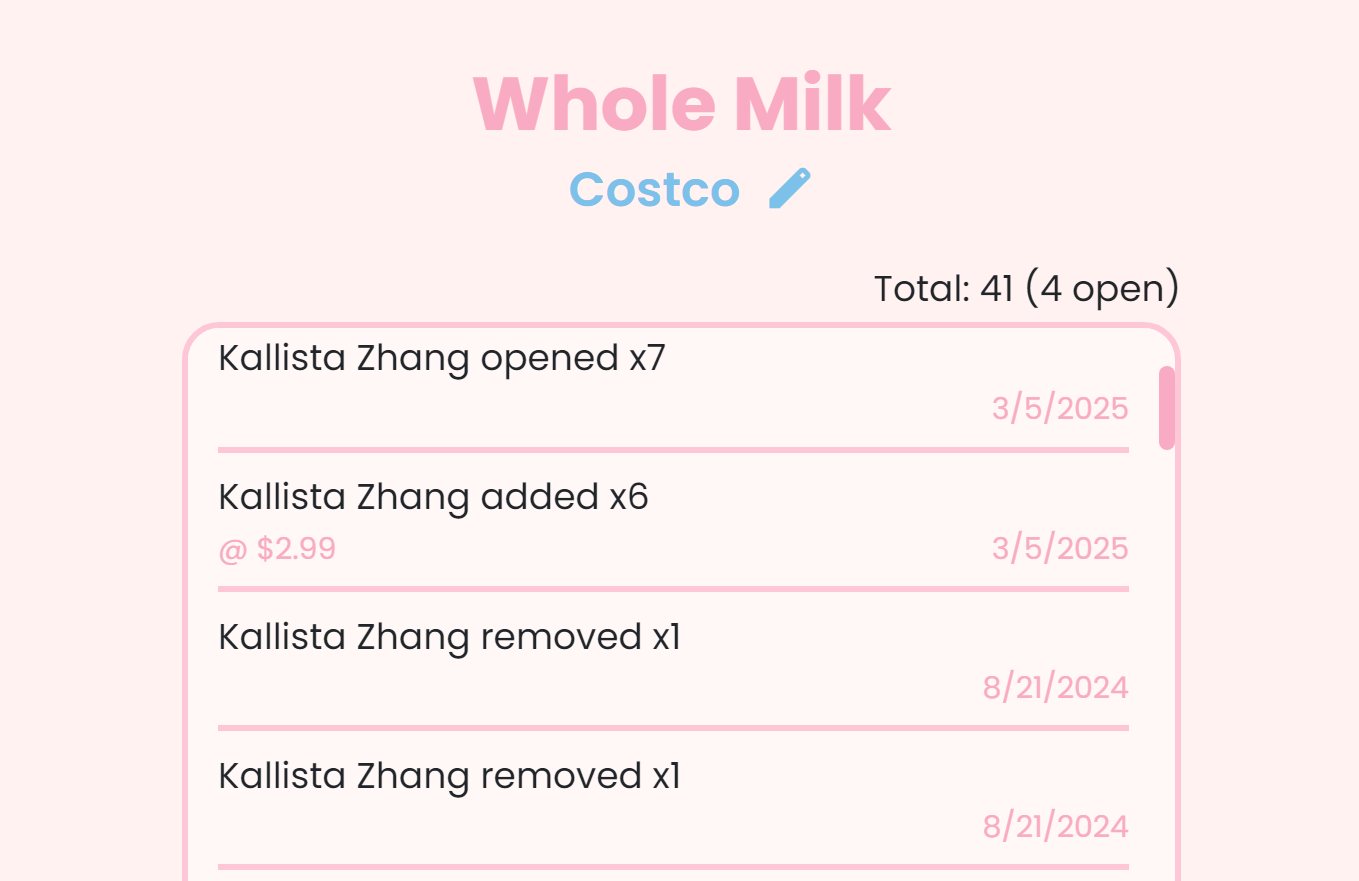 Whole Milk
Costco
Total: 41 (4 open)
Kallista Zhang opened x7
3/5/2025
Kallista Zhang added x6
@ $2.99 3/5/2025
Kallista Zhang removed x1
8/21/2024
Kallista Zhang removed x1
8/21/2024